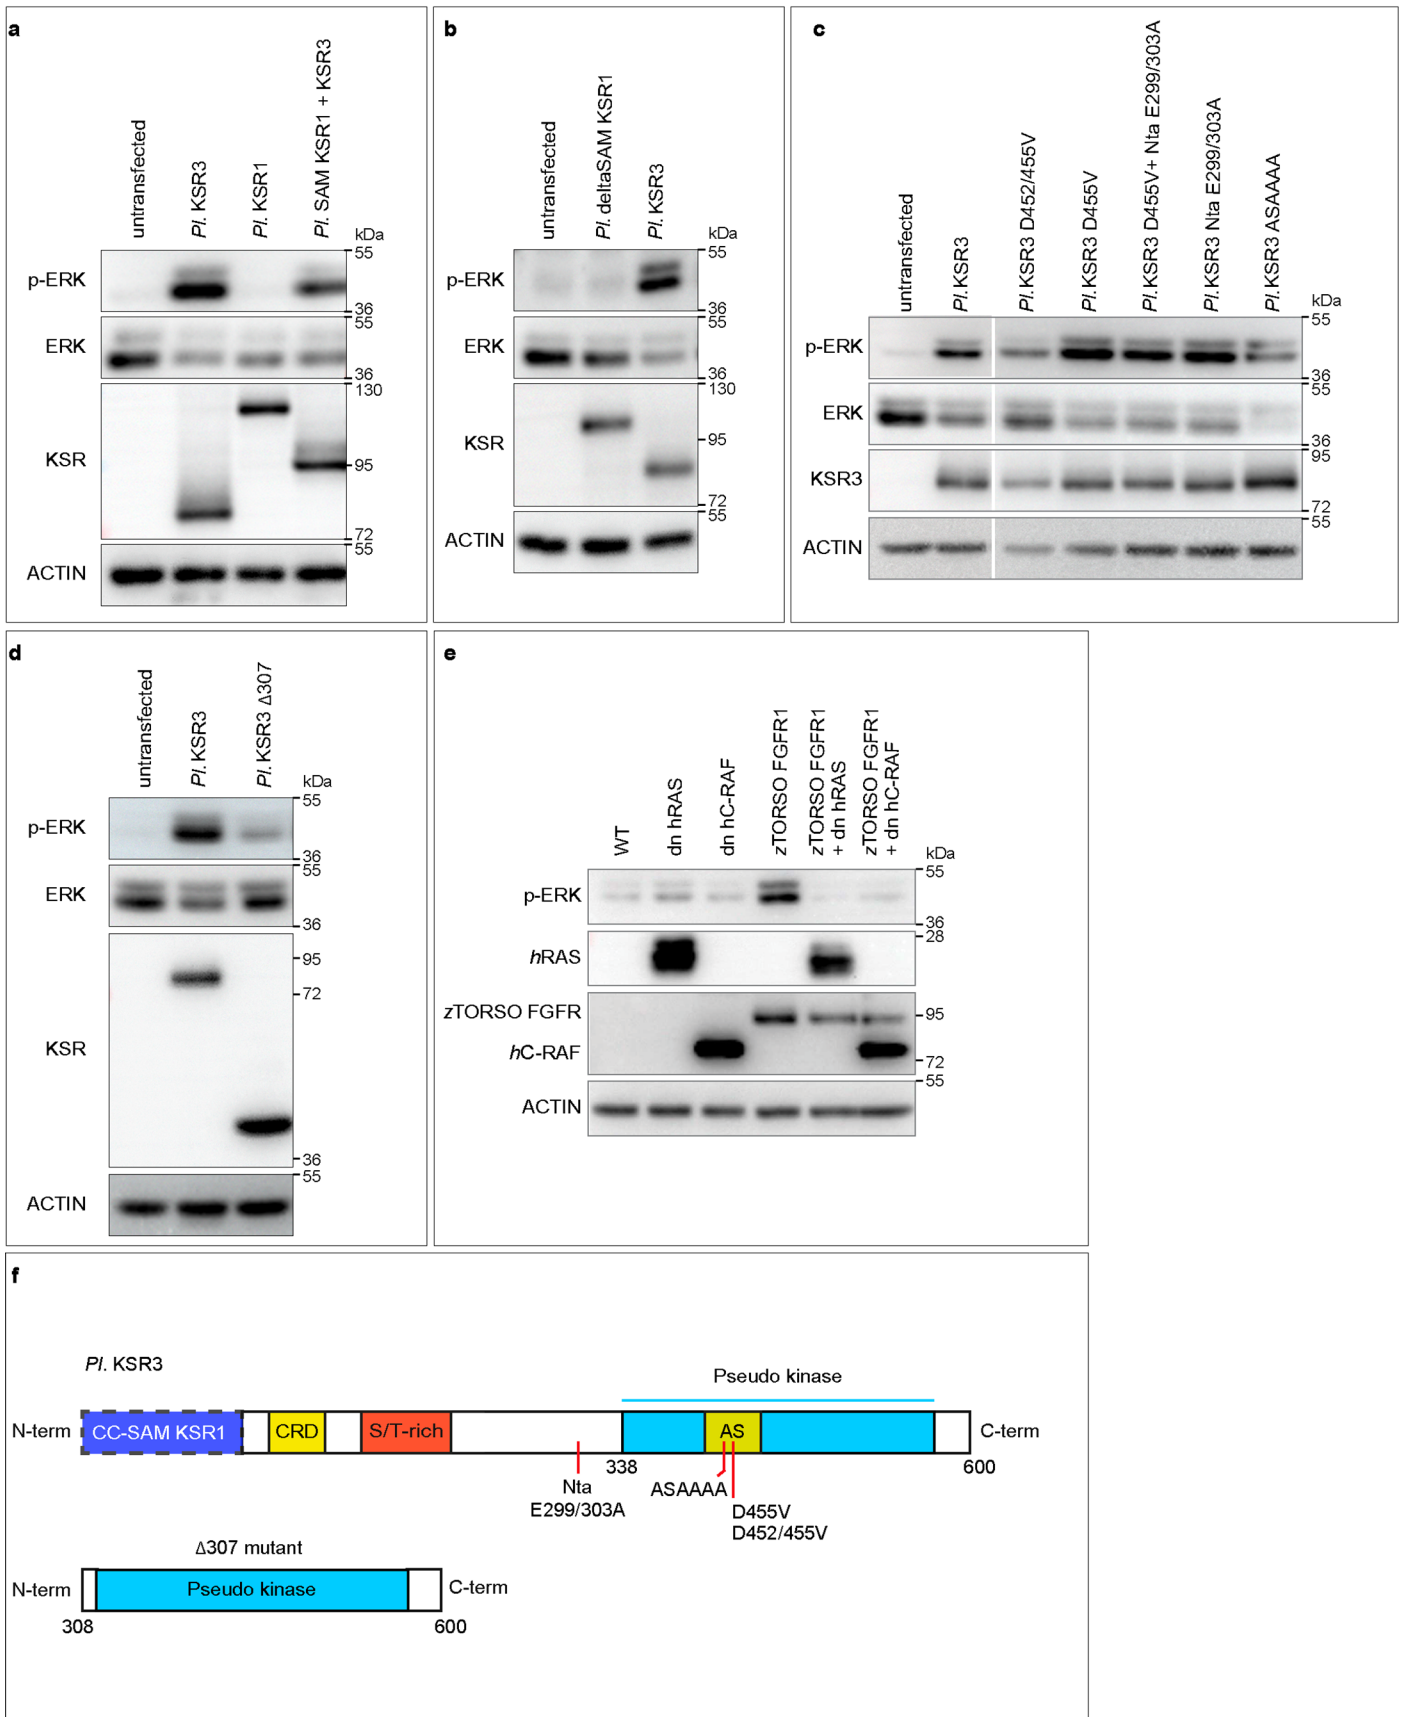 a
untransfected
Pl. KSR3
Pl. KSR1
Pl. SAM KSR1 + KSR3
kDa
p-ERK
55
36
ERK
55
36
KSR
130
95
72
ACTIN
55
b
untransfected
Pl. deltaSAM KSR1
Pl. KSR3
kDa
p-ERK
55
36
ERK
55
36
KSR
130
95
72
ACTIN
55
c
untransfected
Pl.KSR3
Pl.KSR3 D452/455V
Pl.KSR3 D455V
Pl.KSR3 D455V+ Nta E299/303A
Pl.KSR3 Nta E299/303A
Pl.KSR3 ASAAAA
kDa
p-ERK
55
36
ERK
55
36
KSR3
95
72
ACTIN
55
d
untransfected
Pl. KSR3
Pl. KSR3 Δ307
kDa
p-ERK
55
36
ERK
55
36
KSR
95
72
36
ACTIN
55
e
WT
dn hRAS
dn hC-RAF
zTORSO FGFR1
zTORSO FGFR1
+ dn hRAS
zTORSO FGFR1
+ dn hC-RAF
kDa
p-ERK
55
36
hRAS
28
zTORSO FGFR
95
hC-RAF
72
ACTIN
55
f
Pl. KSR3
Pseudo kinase
N-term
CC-SAM KSR1
CRD
S/T-rich
AS
C-term
338
600
Nta
E299/303A
ASAAAA
D455V
D452/455V
Δ307 mutant
N-term
Pseudo kinase
C-term
308
600